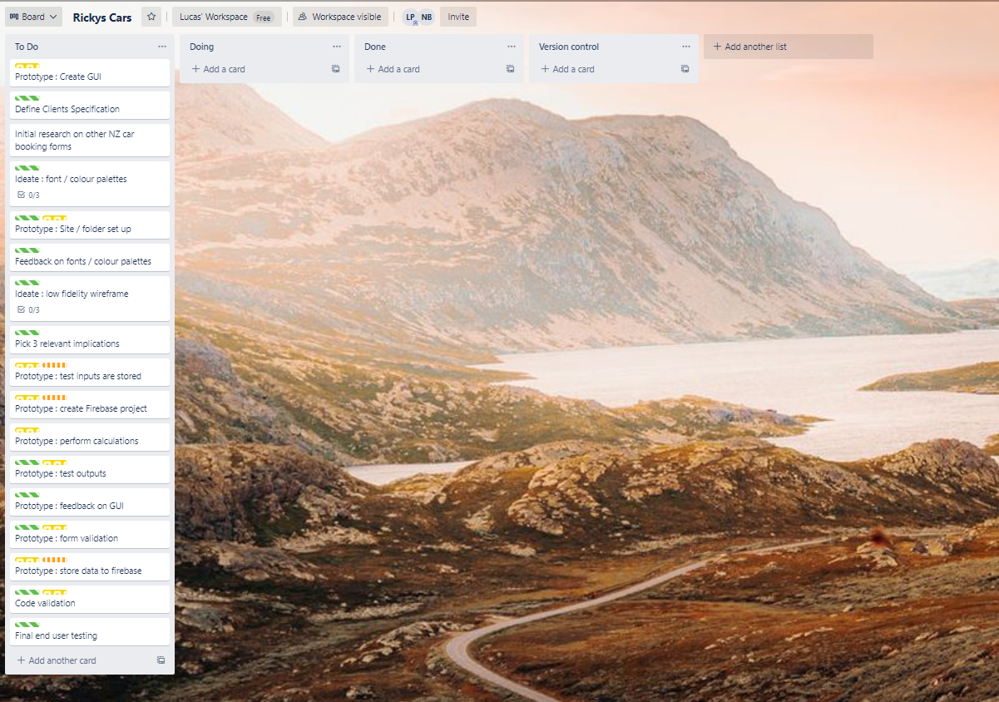 Board
Rickys Cars
Lucas' Workspace Free
Workspace visible
LP NB
Invite
To Do
Prototype : Create GUI
Define Clients Specification
Initial research on other NZ car
booking forms
Ideate : font / colour palettes
0/3
Prototype : Site / folder set up
Feedback on fonts / colour palettes
Ideate : low fidelity wireframe
0/3
Pick 3 relevant implications
Prototype : test inputs are stored
Prototype : create Firebase project
Prototype : perform calculations
Prototype : test outputs
Prototype : feedback on GUI
Prototype : form validation
Prototype : store data to firebase
Code validation
Final end user testing
+ Add another card
Doing
+ Add a card
Done
+ Add a card
Version control
+ Add a card
+ Add another list